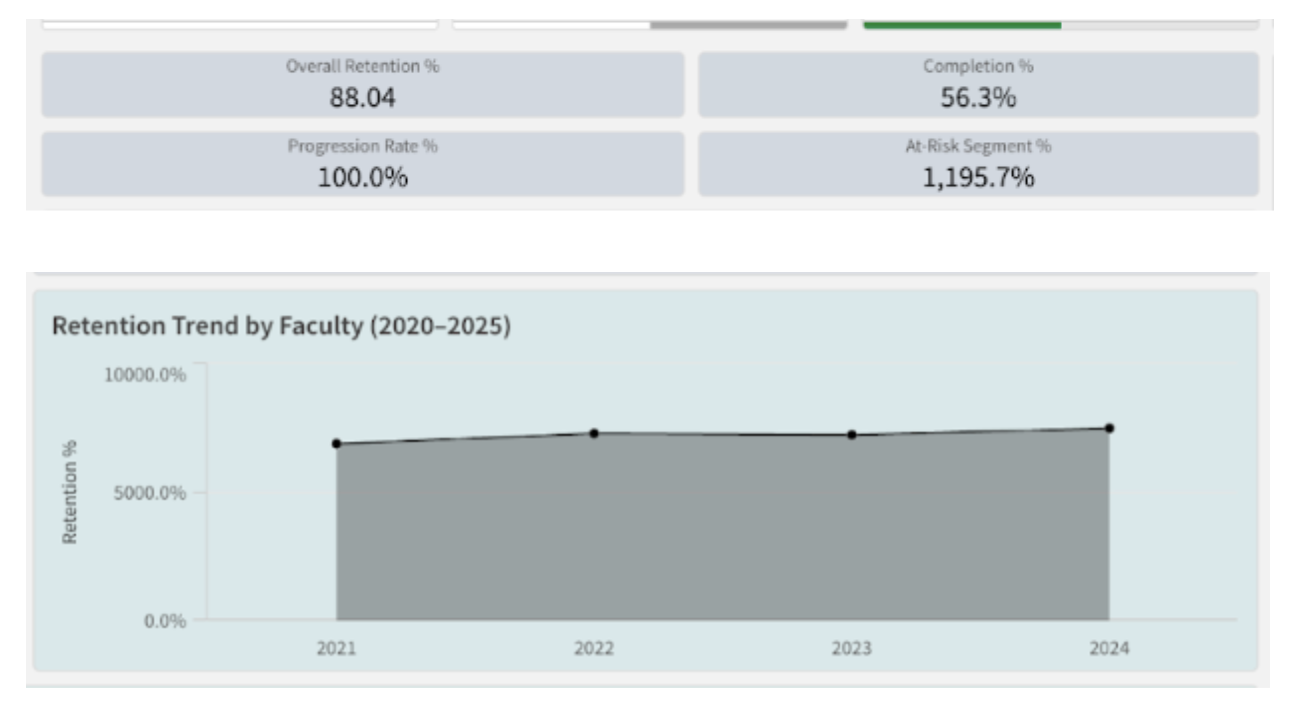 Overall Retention %
88.04
Completion %
56.3%
Progression Rate %
100.0%
At-Risk Segment %
1,195.7%
Retention Trend by Faculty (2020–2025)
10000.0%
5000.0%
0.0%
Retention %
2021
2022
2023
2024